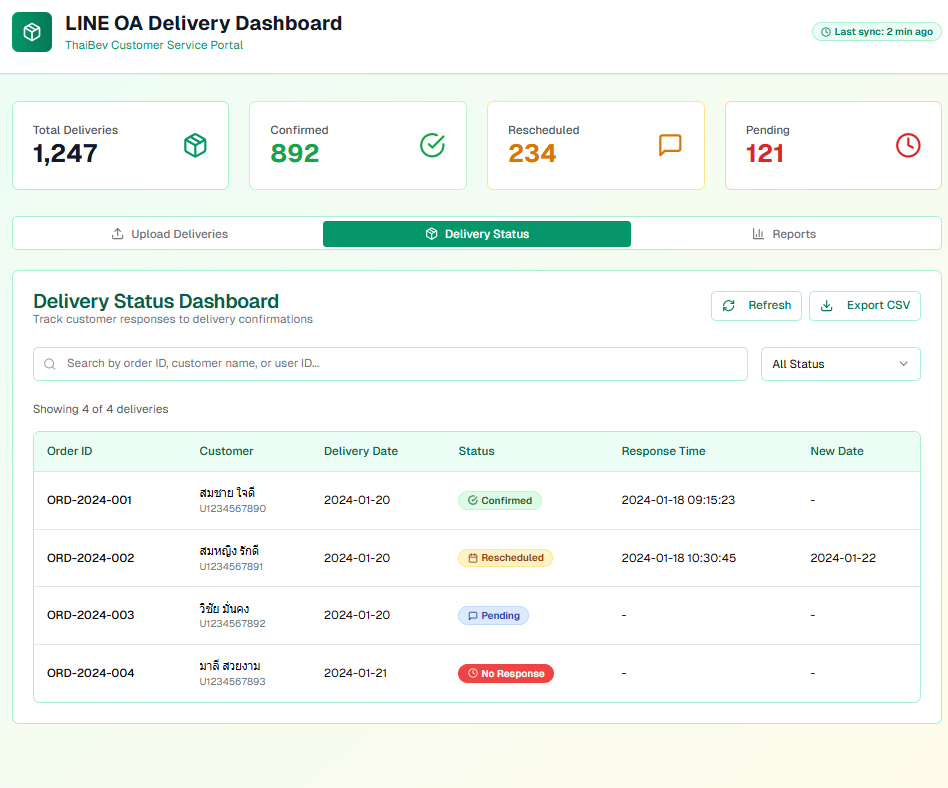 LINE OA Delivery Dashboard
ThaiBev Customer Service Portal
Last sync: 2 min ago
Total Deliveries
1,247
Confirmed
892
Rescheduled
234
Pending
121
Upload Deliveries
Delivery Status
Reports
Delivery Status Dashboard
Track customer responses to delivery confirmations
Refresh
Export CSV
Search by order ID, customer name, or user ID...
All Status
Showing 4 of 4 deliveries
Order ID Customer Delivery Date Status Response Time New Date
ORD-2024-001 สมชาย ใจดี 2024-01-20 Confirmed 2024-01-18 09:15:23 -
U1234567890
ORD-2024-002 สมหญิง รักดี 2024-01-20 Rescheduled 2024-01-18 10:30:45 2024-01-22
U1234567891
ORD-2024-003 วิชัย มั่นคง 2024-01-20 Pending - -
U1234567892
ORD-2024-004 มาลี สวยงาม 2024-01-21 No Response - -
U1234567893